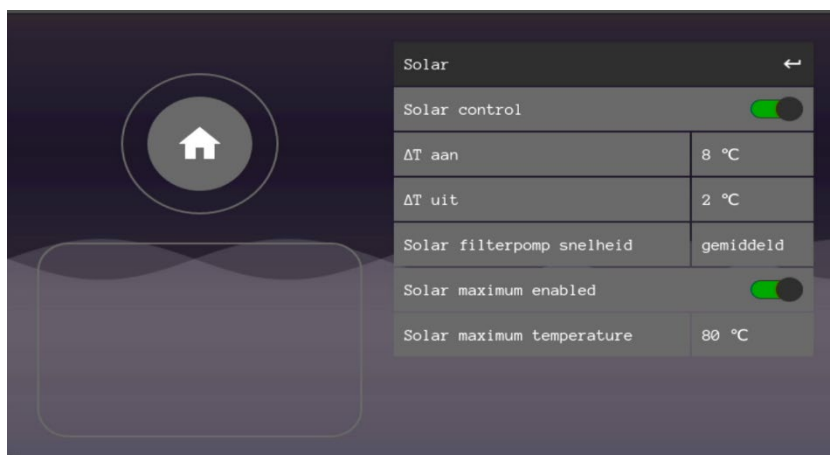 Solar
Solar control
ΔT aan 8 °C
ΔT uit 2 °C
Solar filterpomp snelheid gemiddeld
Solar maximum enabled
Solar maximum temperature 80 °C